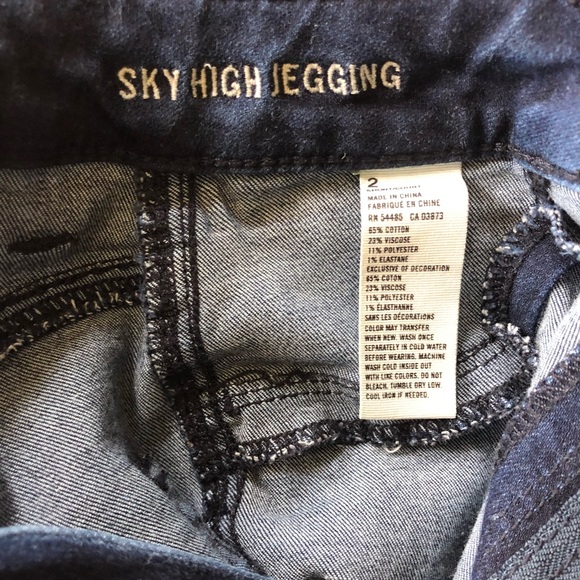 SKY HIGH JEGGING
2
MADE IN CHINA
FABRIQUÉ EN CHINE
RN 54485 CA 03873
65% COTTON
23% VISCOSE
11% POLYESTER
1% ELASTANE
EXCLUSIVE OF DECORATION
65% COTON
23% VISCOSE
11% POLYESTER
1% ÉLASTHANNE
SANS LES DÉCORATIONS
COLOR MAY TRANSFER
WHEN NEW. WASH ONCE
SEPARATELY IN COLD WATER
BEFORE WEARING. MACHINE
WASH COLD INSIDE OUT
WITH LIKE COLORS. DO NOT
BLEACH. TUMBLE DRY LOW.
COOL IRON IF NEEDED.